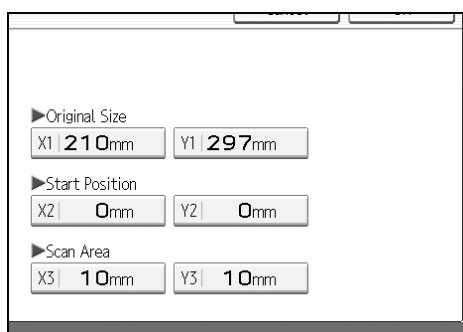 ▶Original Size
X1 210mm Y1 297mm
▶Start Position
X2 0mm Y2 0mm
▶Scan Area
X3 10mm Y3 10mm